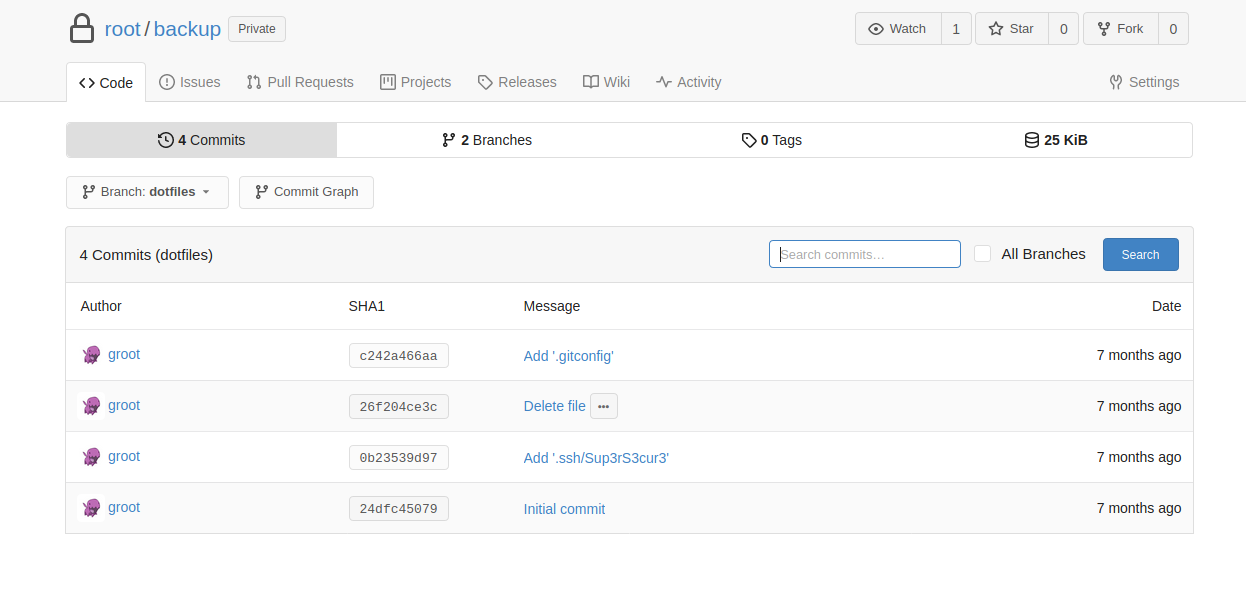 root/backup Private Watch 1 Star 0 Fork 0
Code Issues Pull Requests Projects Releases Wiki Activity Settings
4 Commits 2 Branches 0 Tags 25 KiB
Branch: dotfiles Commit Graph
4 Commits (dotfiles) Search commits... All Branches Search
Author SHA1 Message Date
groot c242a466aa Add '.gitconfig' 7 months ago
groot 26f204ce3c Delete file ••• 7 months ago
groot 0b23539d97 Add '.ssh/Sup3rS3cur3' 7 months ago
groot 24dfc45079 Initial commit 7 months ago